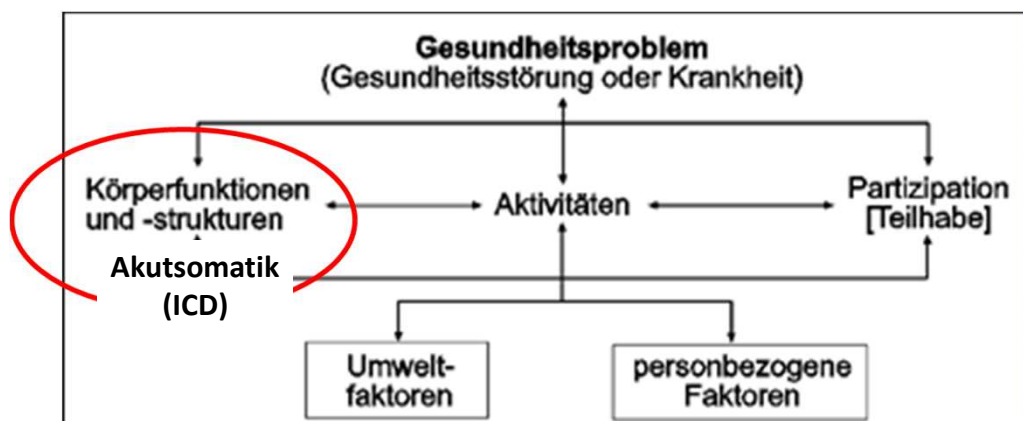 Gesundheitsproblem
(Gesundheitsstörung oder Krankheit)
Körperfunktionen
und -strukturen
Aktivitäten
Partizipation
[Teilhabe]
Akutsomatik
(ICD)
Umwelt-
faktoren
personbezogene
Faktoren